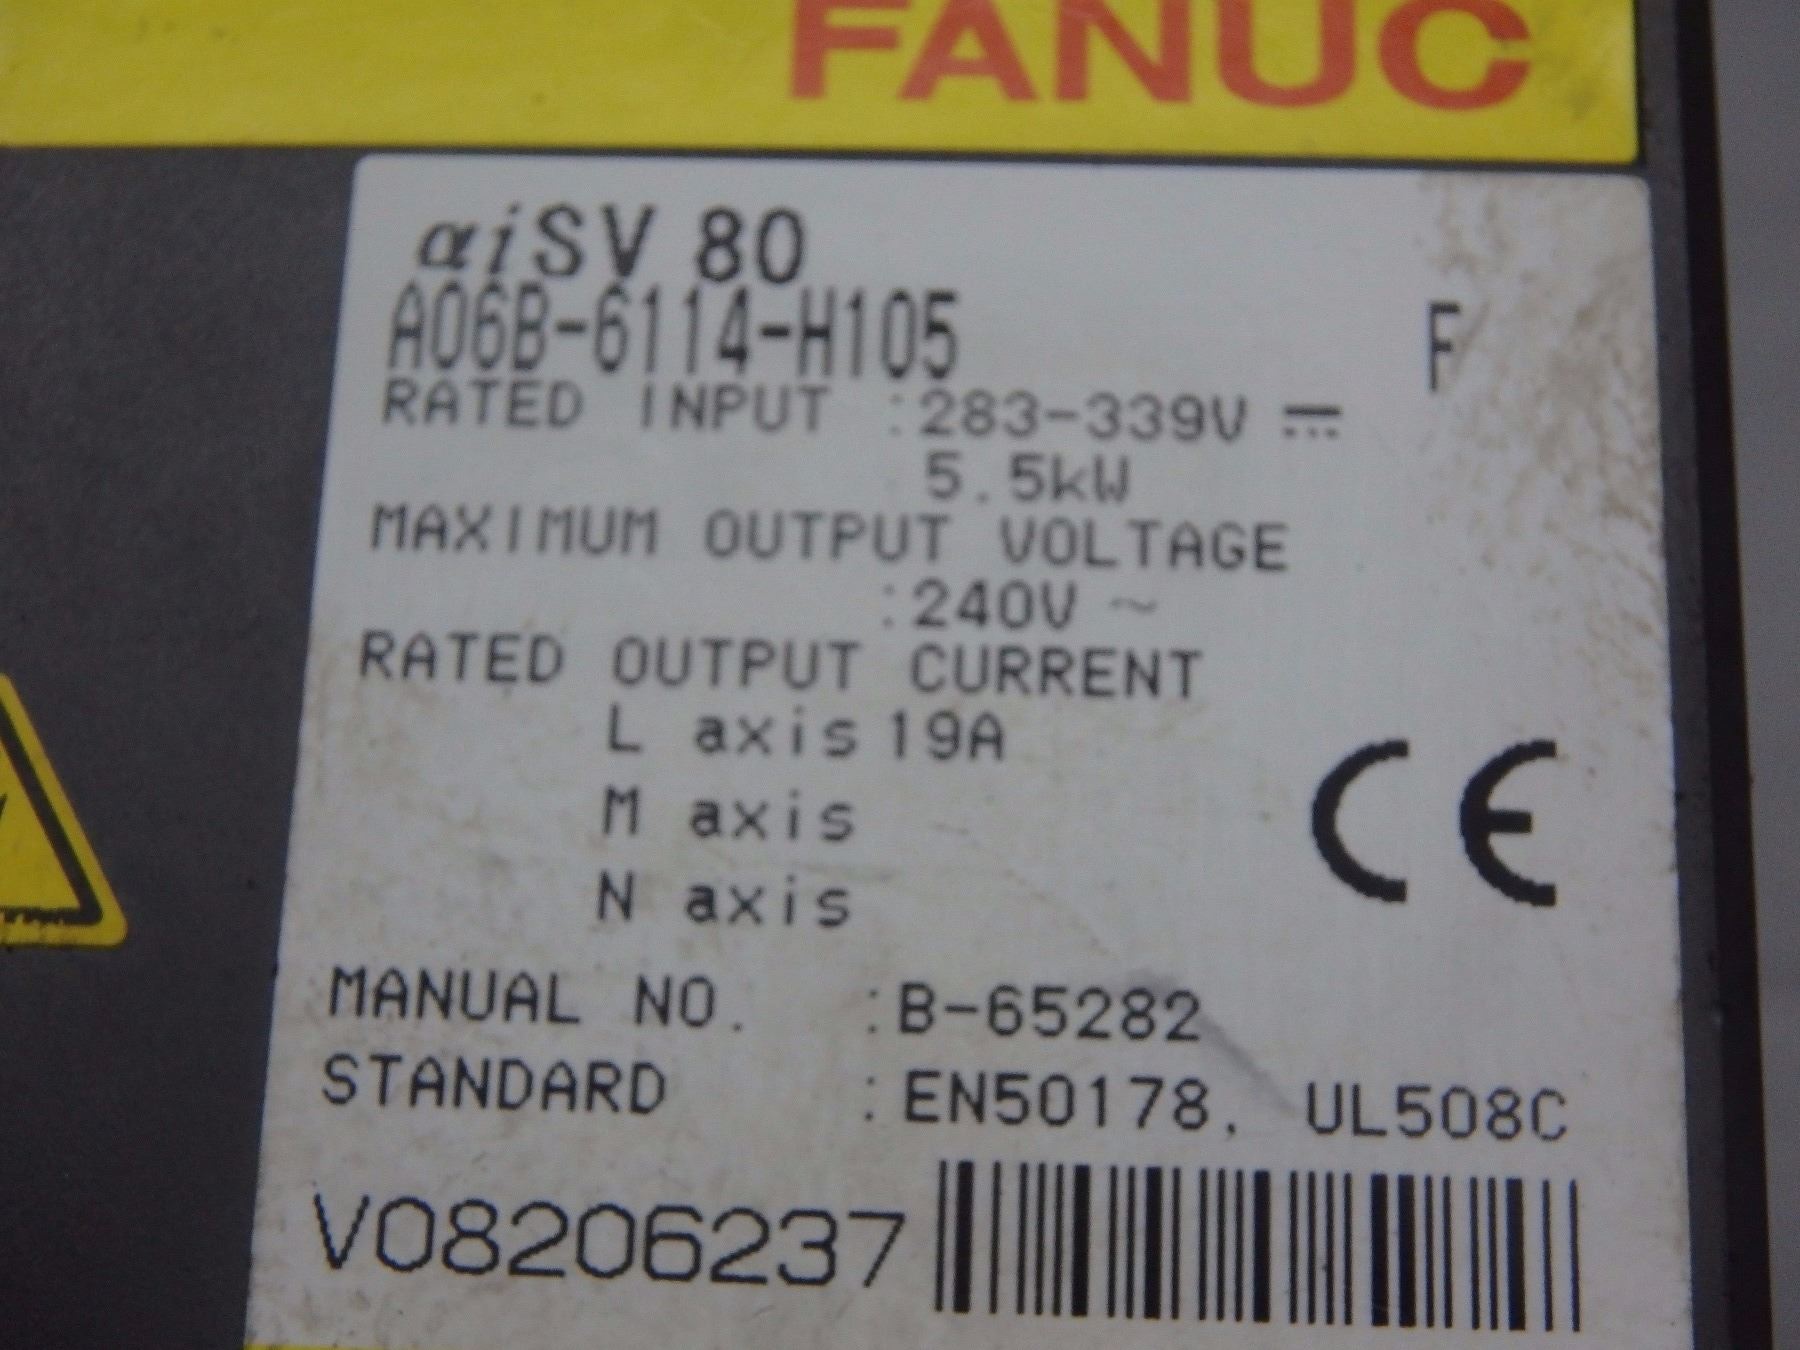 FANUC
αiSV 80
A06B-6114-H105 F
RATED INPUT :283-339V ⎓
5.5kW
MAXIMUM OUTPUT VOLTAGE
:240V ~
RATED OUTPUT CURRENT
L axis 19A
M axis
N axis
CE
MANUAL NO. :B-65282
STANDARD :EN50178, UL508C
V08206237